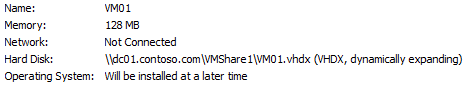 Name: VM01
Memory: 128 MB
Network: Not Connected
Hard Disk: \\dc01.contoso.com\VMShare1\VM01.vhdx (VHDX, dynamically expanding)
Operating System: Will be installed at a later time